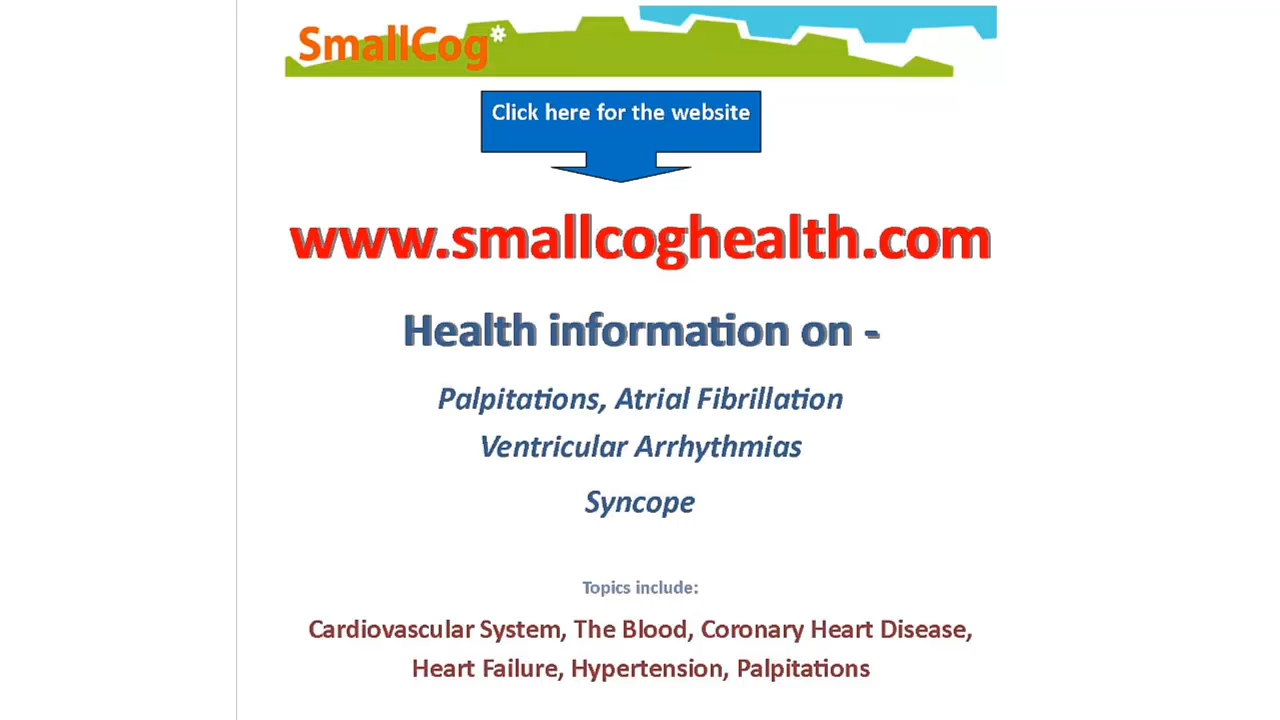 SmallCog
Click here for the website
www.smallcoghealth.com
Health information on -
Palpitations, Atrial Fibrillation
Ventricular Arrhythmias
Syncope
Topics include:
Cardiovascular System, The Blood, Coronary Heart Disease,
Heart Failure, Hypertension, Palpitations